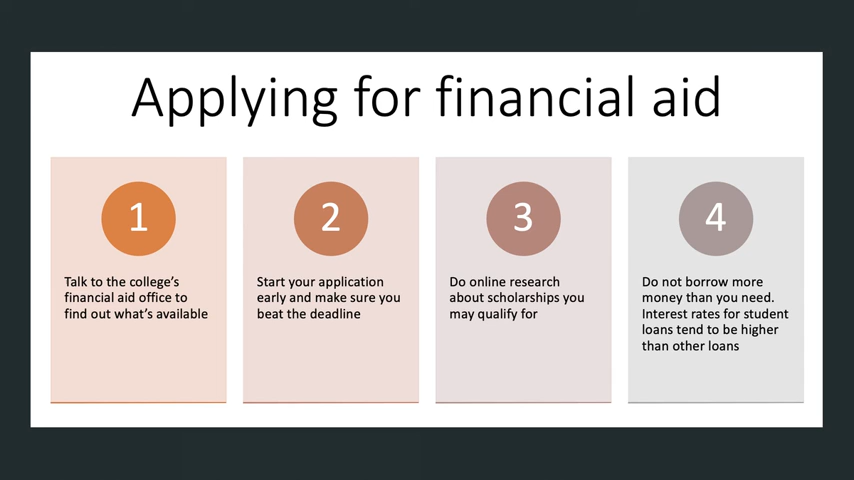 Applying for financial aid
1
Talk to the college’s
financial aid office to
find out what’s available
2
Start your application
early and make sure you
beat the deadline
3
Do online research
about scholarships you
may qualify for
4
Do not borrow more
money than you need.
Interest rates for student
loans tend to be higher
than other loans